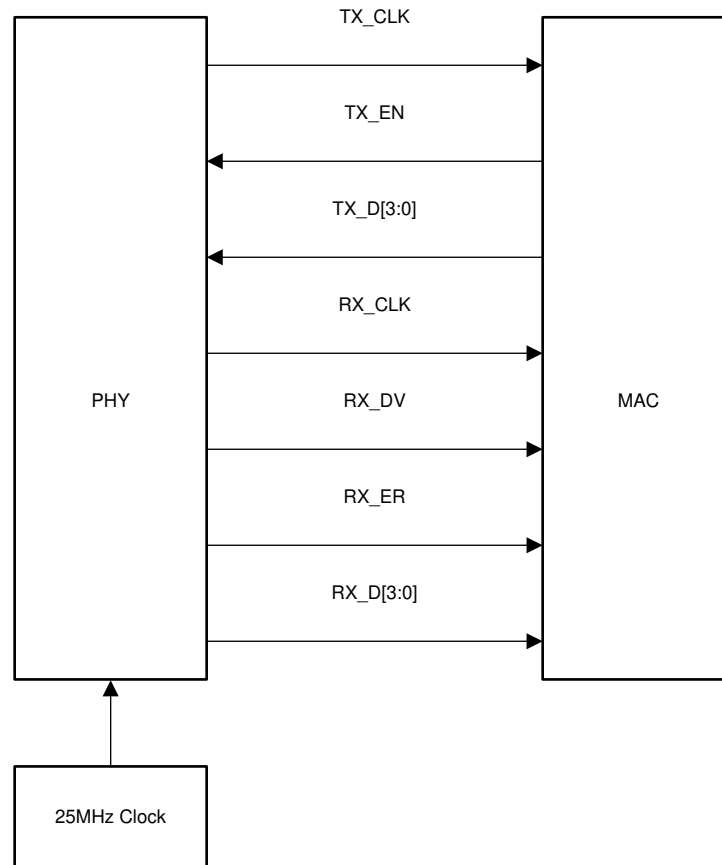 TX_CLK
TX_EN
TX_D[3:0]
RX_CLK
PHY
RX_DV
MAC
RX_ER
RX_D[3:0]
25MHz Clock